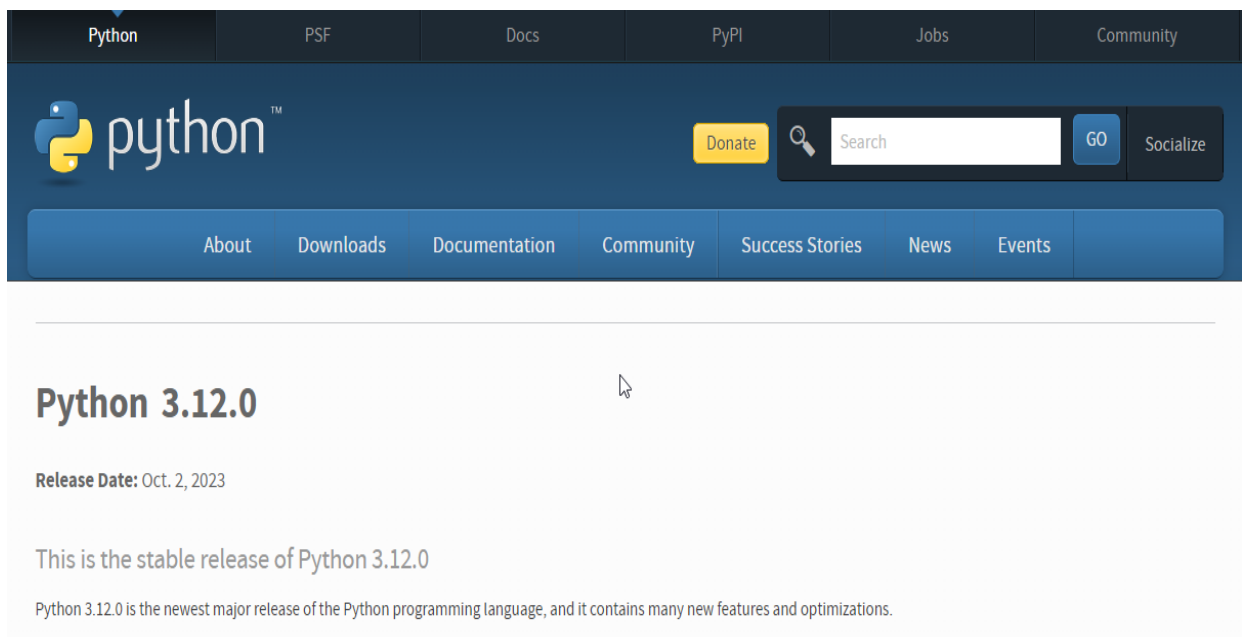 Python PSF Docs PyPI Jobs Community
python™
Donate Search GO Socialize
About Downloads Documentation Community Success Stories News Events
Python 3.12.0
Release Date: Oct. 2, 2023
This is the stable release of Python 3.12.0
Python 3.12.0 is the newest major release of the Python programming language, and it contains many new features and optimizations.